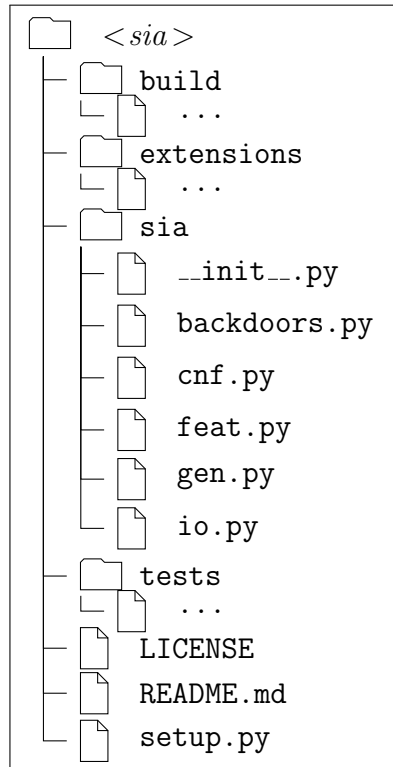 <sia>
build
...
extensions
...
sia
__init__.py
backdoors.py
cnf.py
feat.py
gen.py
io.py
tests
...
LICENSE
README.md
setup.py